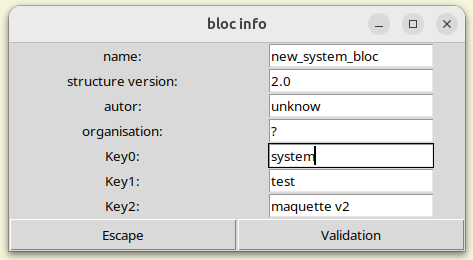 bloc info
name: new_system_bloc
structure version: 2.0
autor: unknow
organisation: ?
Key0: system
Key1: test
Key2: maquette v2
Escape Validation